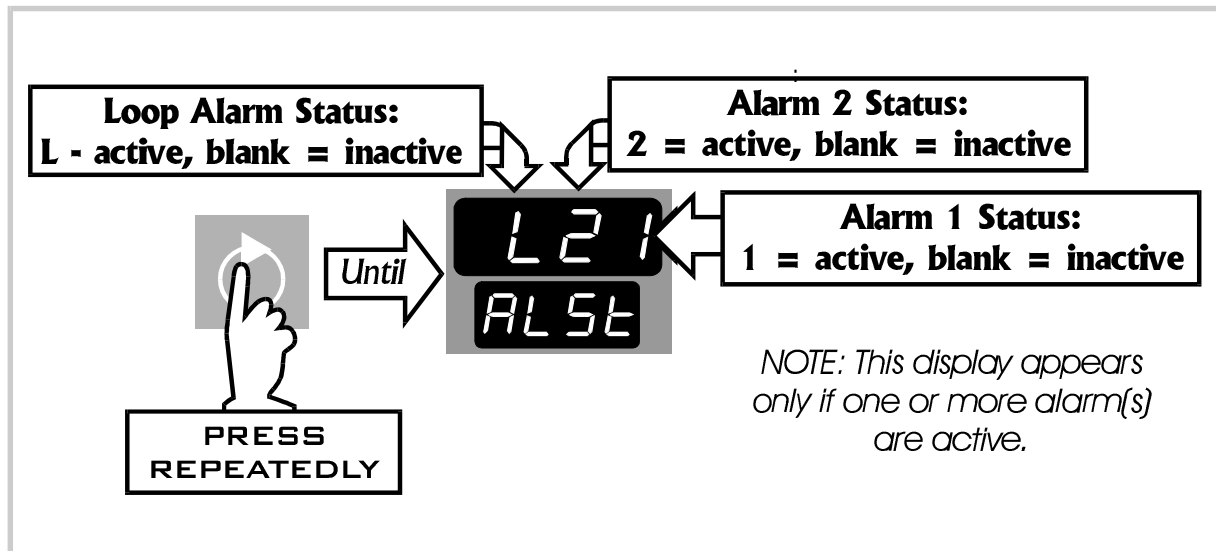 Loop Alarm Status:
L - active, blank = inactive
Alarm 2 Status:
2 = active, blank = inactive
Alarm 1 Status:
1 = active, blank = inactive
Until
L21
ALSt
PRESS
REPEATEDLY
NOTE: This display appears
only if one or more alarm(s)
are active.